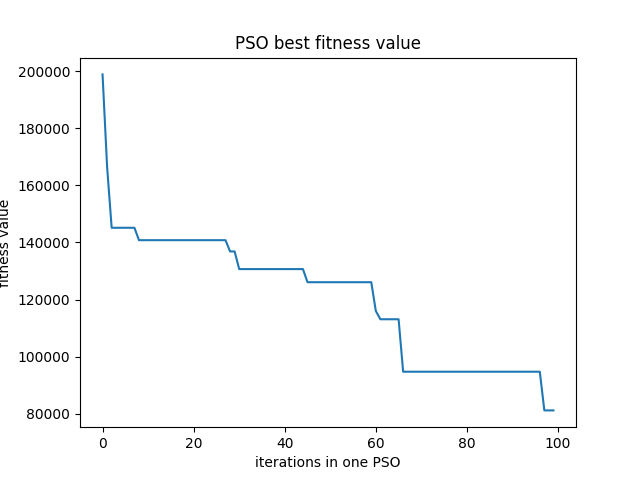 PSO best fitness value
fitness value
200000
180000
160000
140000
120000
100000
80000
0 20 40 60 80 100
iterations in one PSO